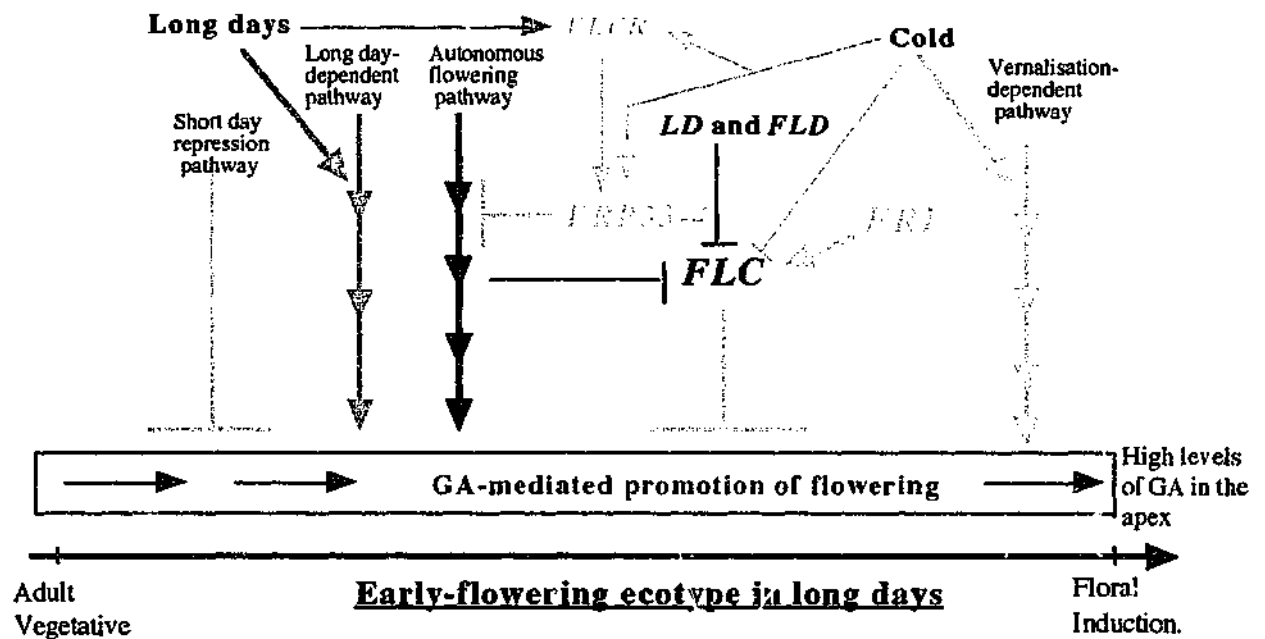 Long days
FLCR
Cold
Long day-
dependent
pathway
Autonomous
flowering
pathway
Vernalisation-
dependent
pathway
Short day
repression
pathway
LD and FLD
FRI
FLC
GA-mediated promotion of flowering
High levels
of GA in the
apex
Adult
Vegetative
Early-flowering ecotype in long days
Floral
Induction.